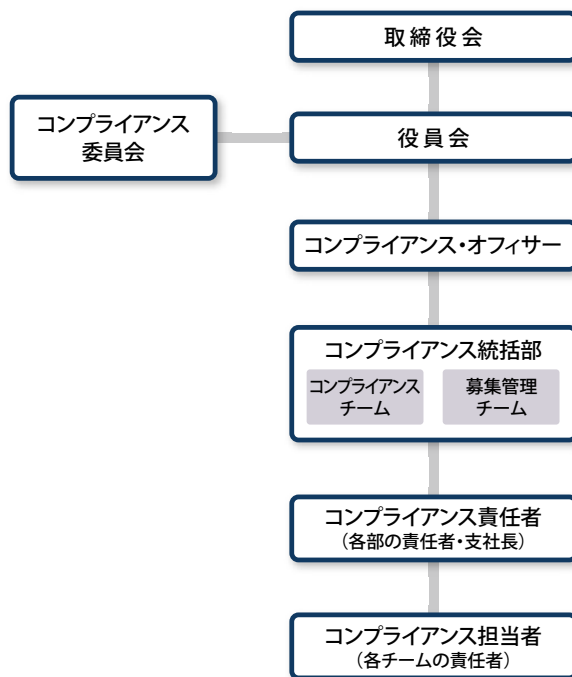 取締役会
コンプライアンス
委員会
役員会
コンプライアンス・オフィサー
コンプライアンス統括部
コンプライアンス
チーム
募集管理
チーム
コンプライアンス責任者
（各部の責任者・支社長）
コンプライアンス担当者
（各チームの責任者）